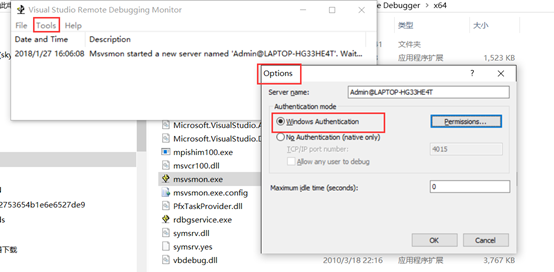 此电
Visual Studio Remote Debugging Monitor
File Tools Help
Date and Time Description
2018/1/27 16:06:08 Msvsmon started a new server named 'Admin@LAPTOP-HG33HE4T'. Wait...
e Debugger > x64
类型 大小
文件夹
应用程序扩展 1,523 KB
(sky
Options
Server name: Admin@LAPTOP-HG33HE4T
Authentication mode
Windows Authentication Permissions...
No Authentication (native only)
TCP/IP port number: 4015
Allow any user to debug
Maximum idle time (seconds): 0
OK Cancel
Microsoft.VisualStudio.
Microsoft.VisualStudio.
mpishim100.exe
msvcr100.dll
msvsmon.exe
msvsmon.exe.config
PfxTaskProvider.dll
rdbgservice.exe
symsrv.dll
symsrv.yes
vbdebug.dll 2010/3/18 22:16 应用程序扩展 3,767 KB
ds
2753654b1e6e6527de9
下载